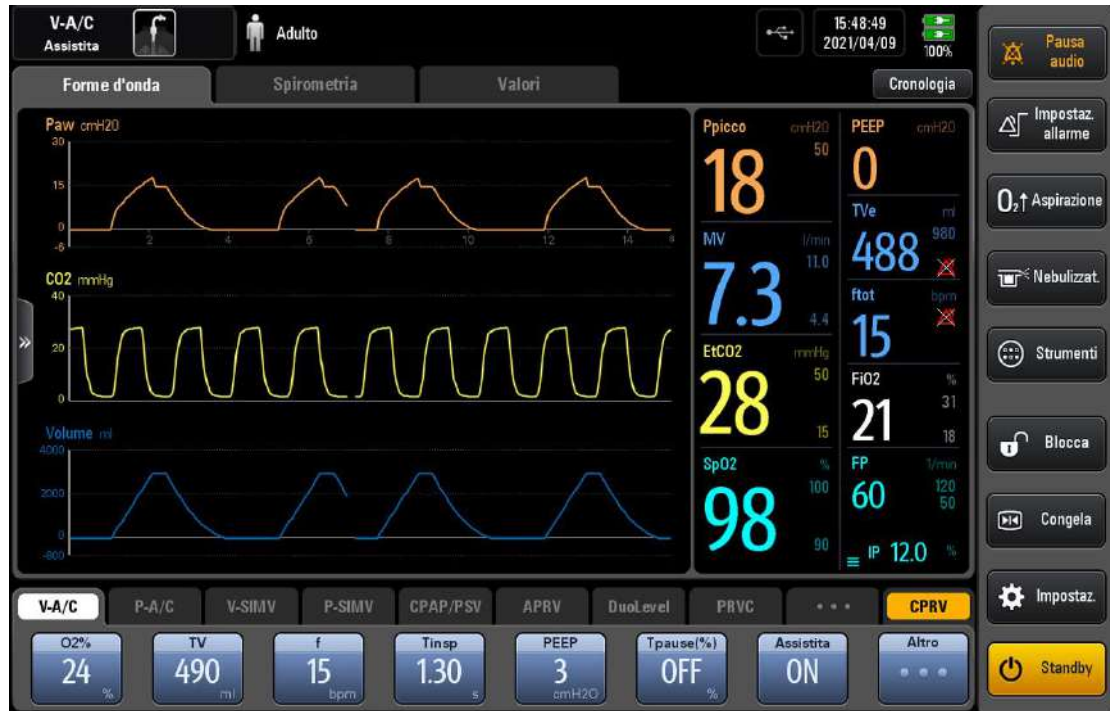 V-A/C
Assistita
Adulto
15:48:49
2021/04/09
100%
Forme d'onda
Spirometria
Valori
Cronologia
Paw cmH2O
30
15
0
-6
2 4 6 8 10 12 14
CO2 mmHg
40
20
0
Volume ml
4000
2000
0
-800
Ppicco cmH2O
50
18
PEEP cmH2O
0
MV l/min
11.0
7.3
4.4
TVe ml
980
488
ftot bpm
15
EtCO2 mmHg
50
28
15
FiO2 %
31
21
18
SpO2 %
100
98
90
FP 1/min
120
60
50
IP 12.0 %
V-A/C
P-A/C
V-SIMV
P-SIMV
CPAP/PSV
APRV
DuoLevel
PRVC
CPRV
O2%
24
%
TV
490
ml
f
15
bpm
Tinsp
1.30
s
PEEP
3
cmH2O
Tpause(%)
OFF
%
Assistita
ON
Altro
Pausa
audio
Impostaz.
allarme
O2↑ Aspirazione
Nebulizzat.
Strumenti
Blocca
Congela
Impostaz.
Standby